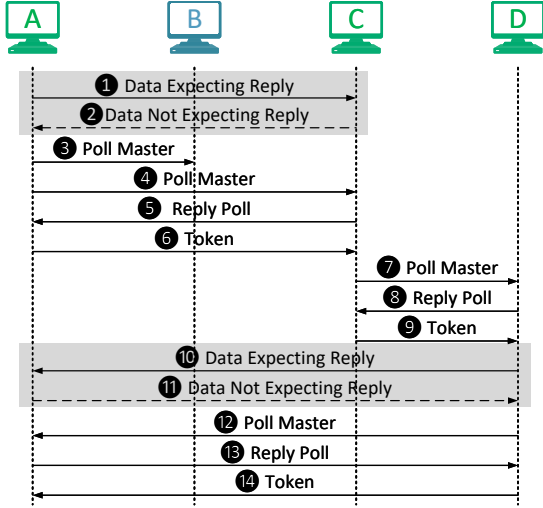 A B C D
1 Data Expecting Reply
2 Data Not Expecting Reply
3 Poll Master
4 Poll Master
5 Reply Poll
6 Token
7 Poll Master
8 Reply Poll
9 Token
10 Data Expecting Reply
11 Data Not Expecting Reply
12 Poll Master
13 Reply Poll
14 Token